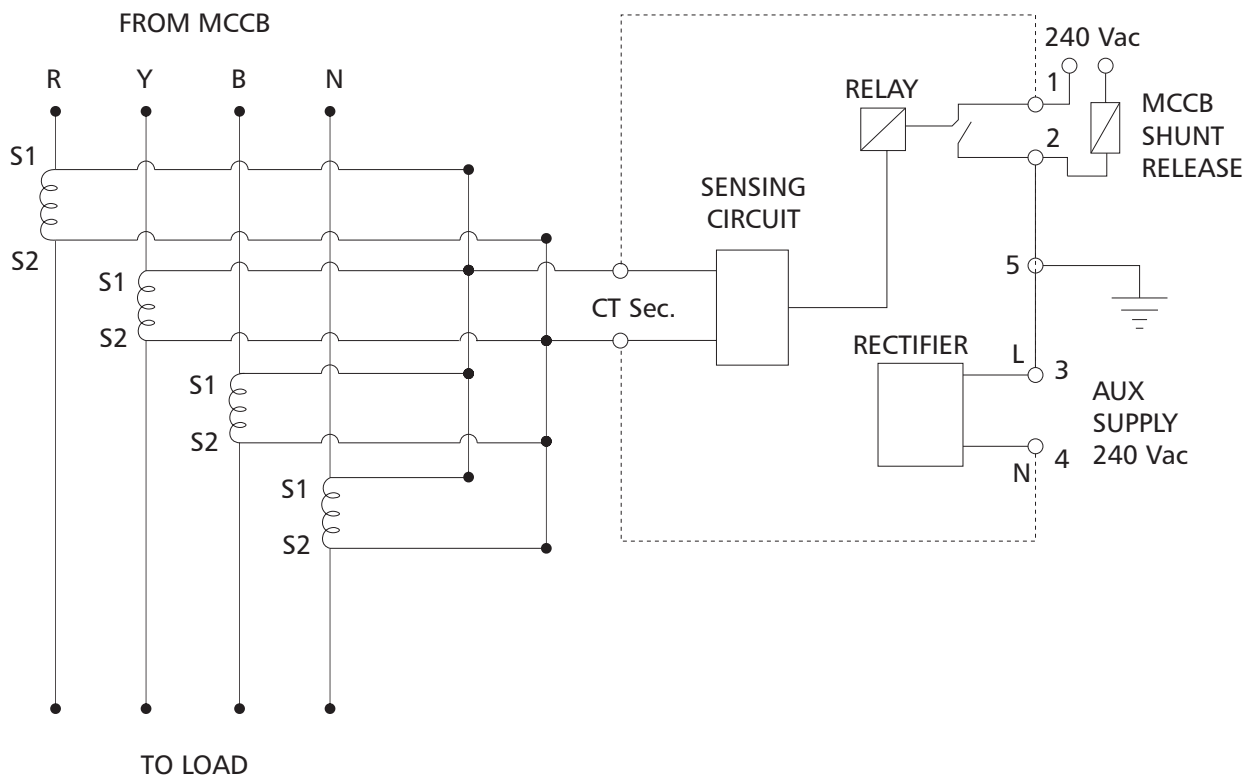 FROM MCCB
R Y B N
S1
S2
S1
S2
S1
S2
S1
S2
TO LOAD
CT Sec.
SENSING
CIRCUIT
RELAY
RECTIFIER
240 Vac
1
2
MCCB
SHUNT
RELEASE
5
L 3
N 4
AUX
SUPPLY
240 Vac